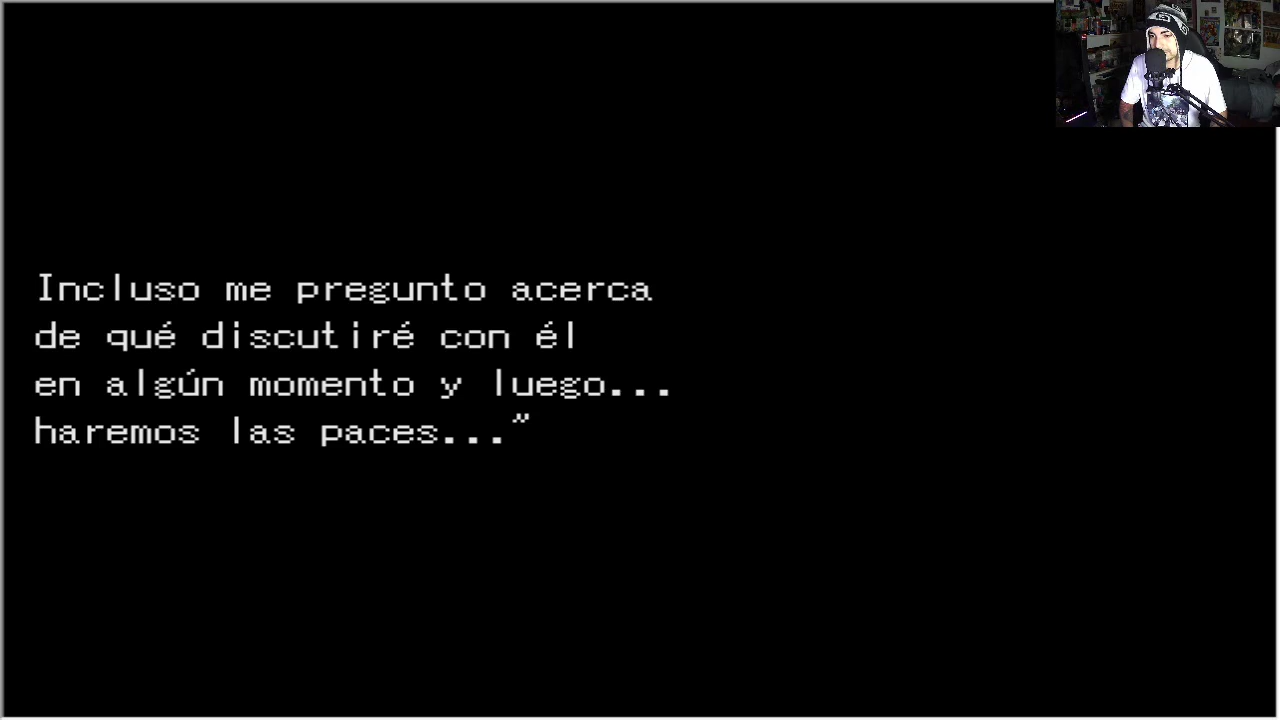 Incluso me pregunto acerca
de qué discutiré con él
en algún momento y luego...
haremos las paces..."